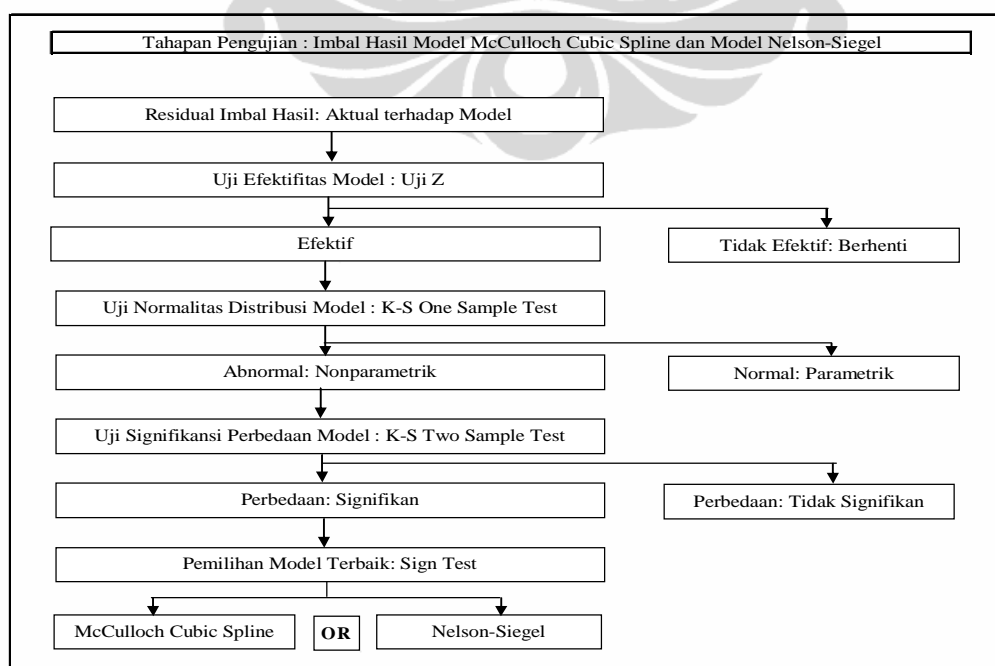 Tahapan Pengujian : Imbal Hasil Model McCulloch Cubic Spline dan Model Nelson-Siegel
Residual Imbal Hasil: Aktual terhadap Model
Uji Efektifitas Model : Uji Z
Efektif
Tidak Efektif: Berhenti
Uji Normalitas Distribusi Model : K-S One Sample Test
Abnormal: Nonparametrik
Normal: Parametrik
Uji Signifikansi Perbedaan Model : K-S Two Sample Test
Perbedaan: Signifikan
Perbedaan: Tidak Signifikan
Pemilihan Model Terbaik: Sign Test
McCulloch Cubic Spline
OR
Nelson-Siegel